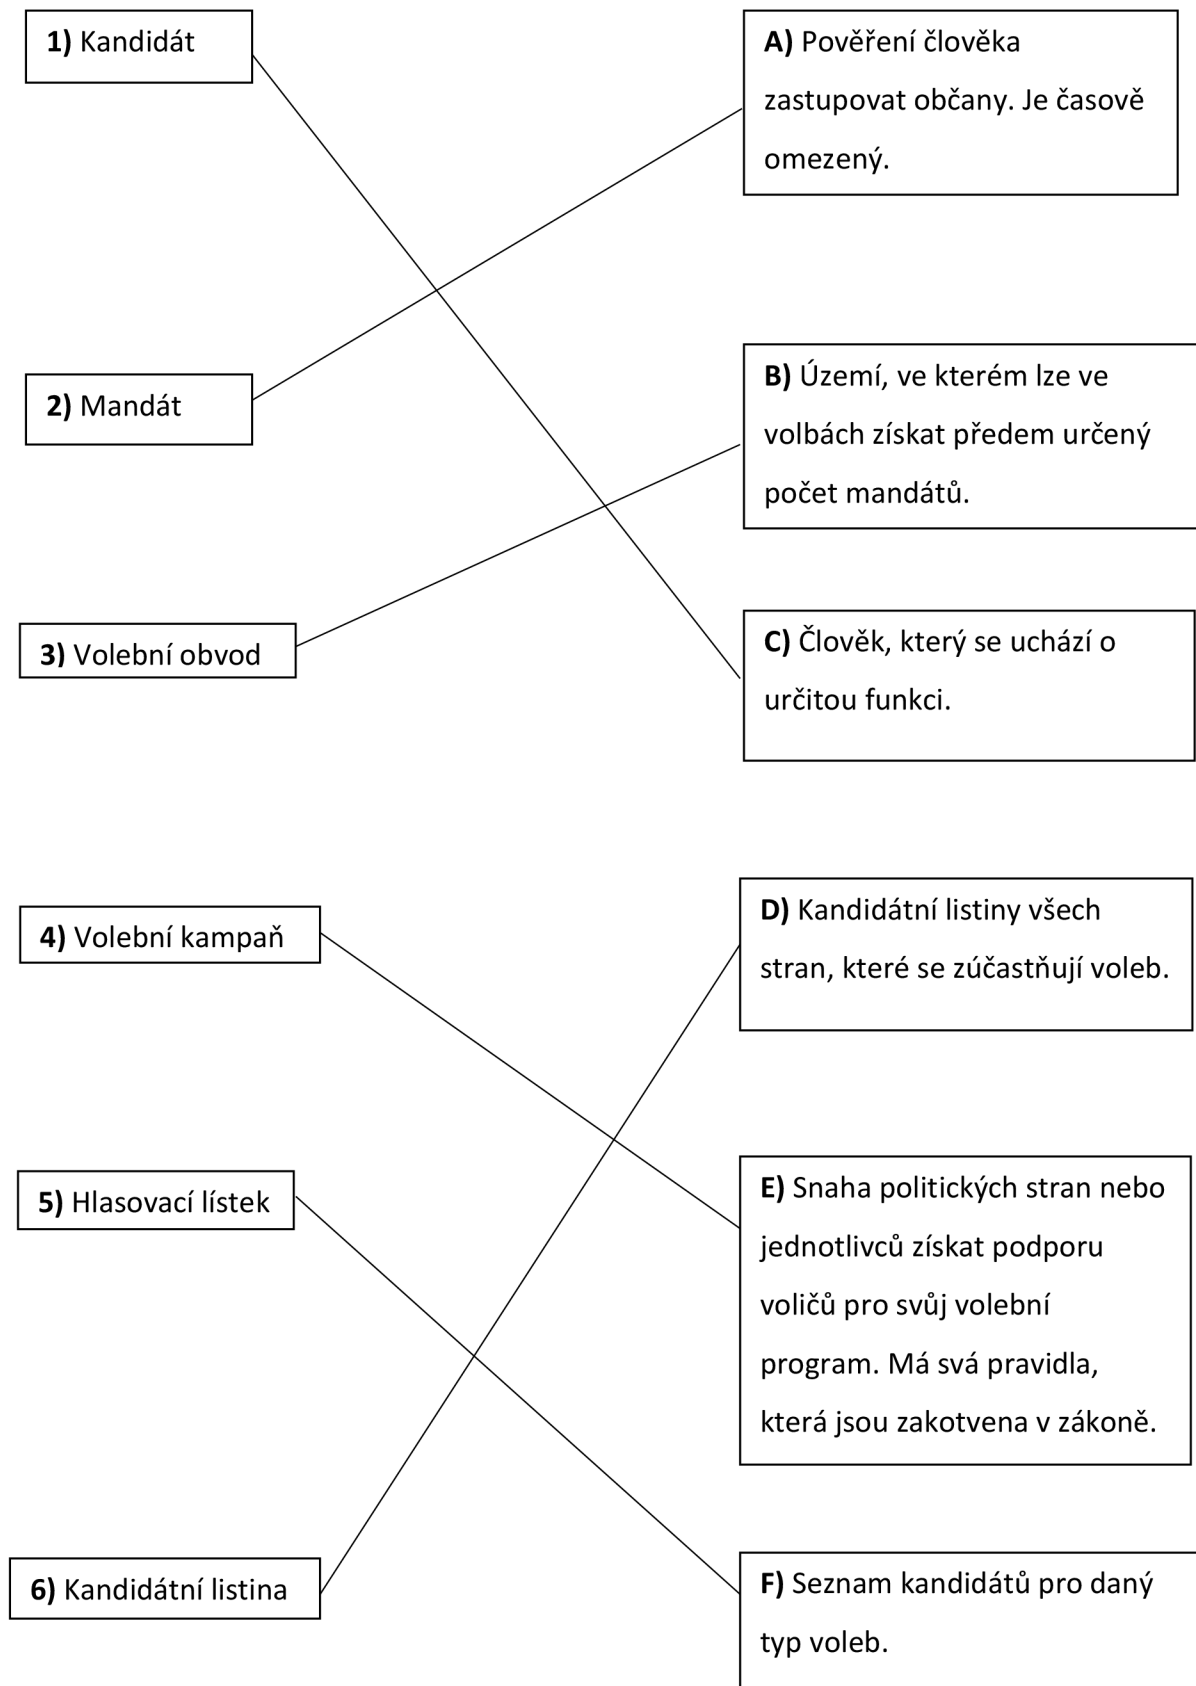 1) Kandidát
A) Pověření člověka
zastupovat občany. Je časově
omezený.
2) Mandát
B) Území, ve kterém lze ve
volbách získat předem určený
počet mandátů.
3) Volební obvod
C) Člověk, který se uchází o
určitou funkci.
4) Volební kampaň
D) Kandidátní listiny všech
stran, které se zúčastňují voleb.
5) Hlasovací lístek
E) Snaha politických stran nebo
jednotlivců získat podporu
voličů pro svůj volební
program. Má svá pravidla,
která jsou zakotvena v zákoně.
6) Kandidátní listina
F) Seznam kandidátů pro daný
typ voleb.